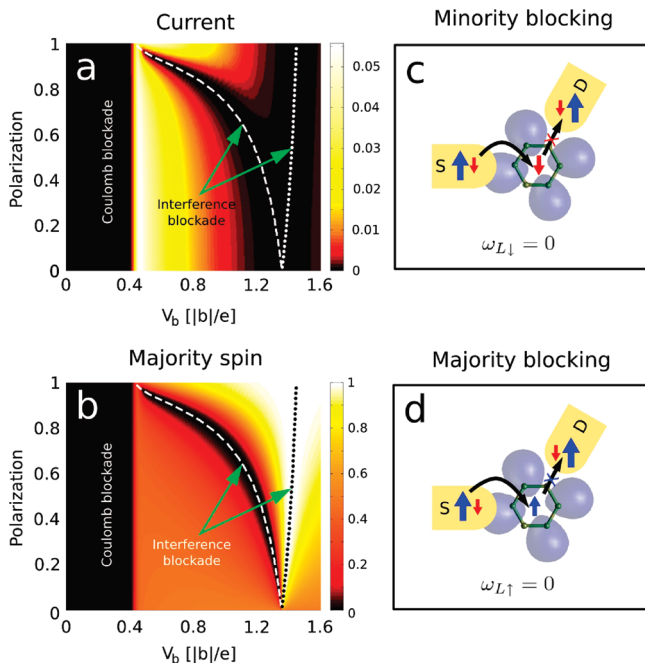 Current
Minority blocking
a
Polarization
1
0.8
0.6
0.4
0.2
0
Coulomb blockade
Interference
blockade
0
0.4
0.8
1.2
1.6
V_b [|b|/e]
0.05
0.04
0.03
0.02
0.01
0
c
S
D
ω_{L↓} = 0
Majority spin
Majority blocking
b
Polarization
1
0.8
0.6
0.4
0.2
0
Coulomb blockade
Interference
blockade
0
0.4
0.8
1.2
1.6
V_b [|b|/e]
1
0.8
0.6
0.4
0.2
0
d
S
D
ω_{L↑} = 0